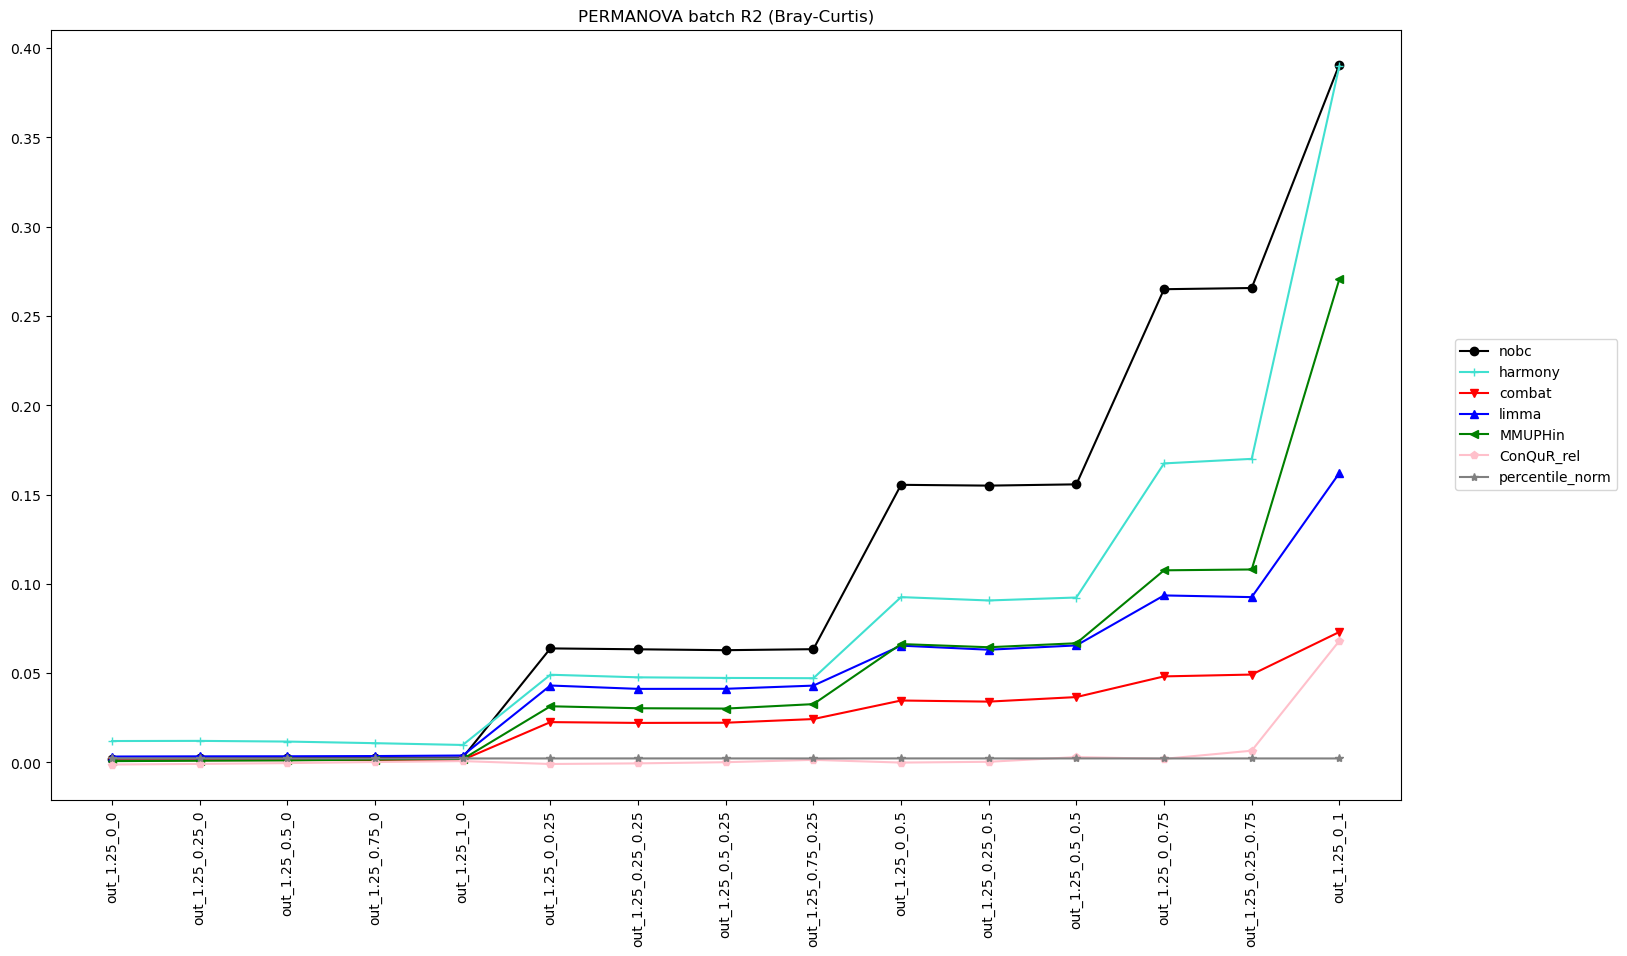 PERMANOVA batch R2 (Bray-Curtis)
0.40
0.35
0.30
0.25
0.20
0.15
0.10
0.05
0.00
out_1.25_0_0
out_1.25_0.25_0
out_1.25_0.5_0
out_1.25_0.75_0
out_1.25_1_0
out_1.25_0_0.25
out_1.25_0.25_0.25
out_1.25_0.5_0.25
out_1.25_0.75_0.25
out_1.25_0_0.5
out_1.25_0.25_0.5
out_1.25_0.5_0.5
out_1.25_0_0.75
out_1.25_0.25_0.75
out_1.25_0_1
nobc
harmony
combat
limma
MMUPHin
ConQuR_rel
percentile_norm